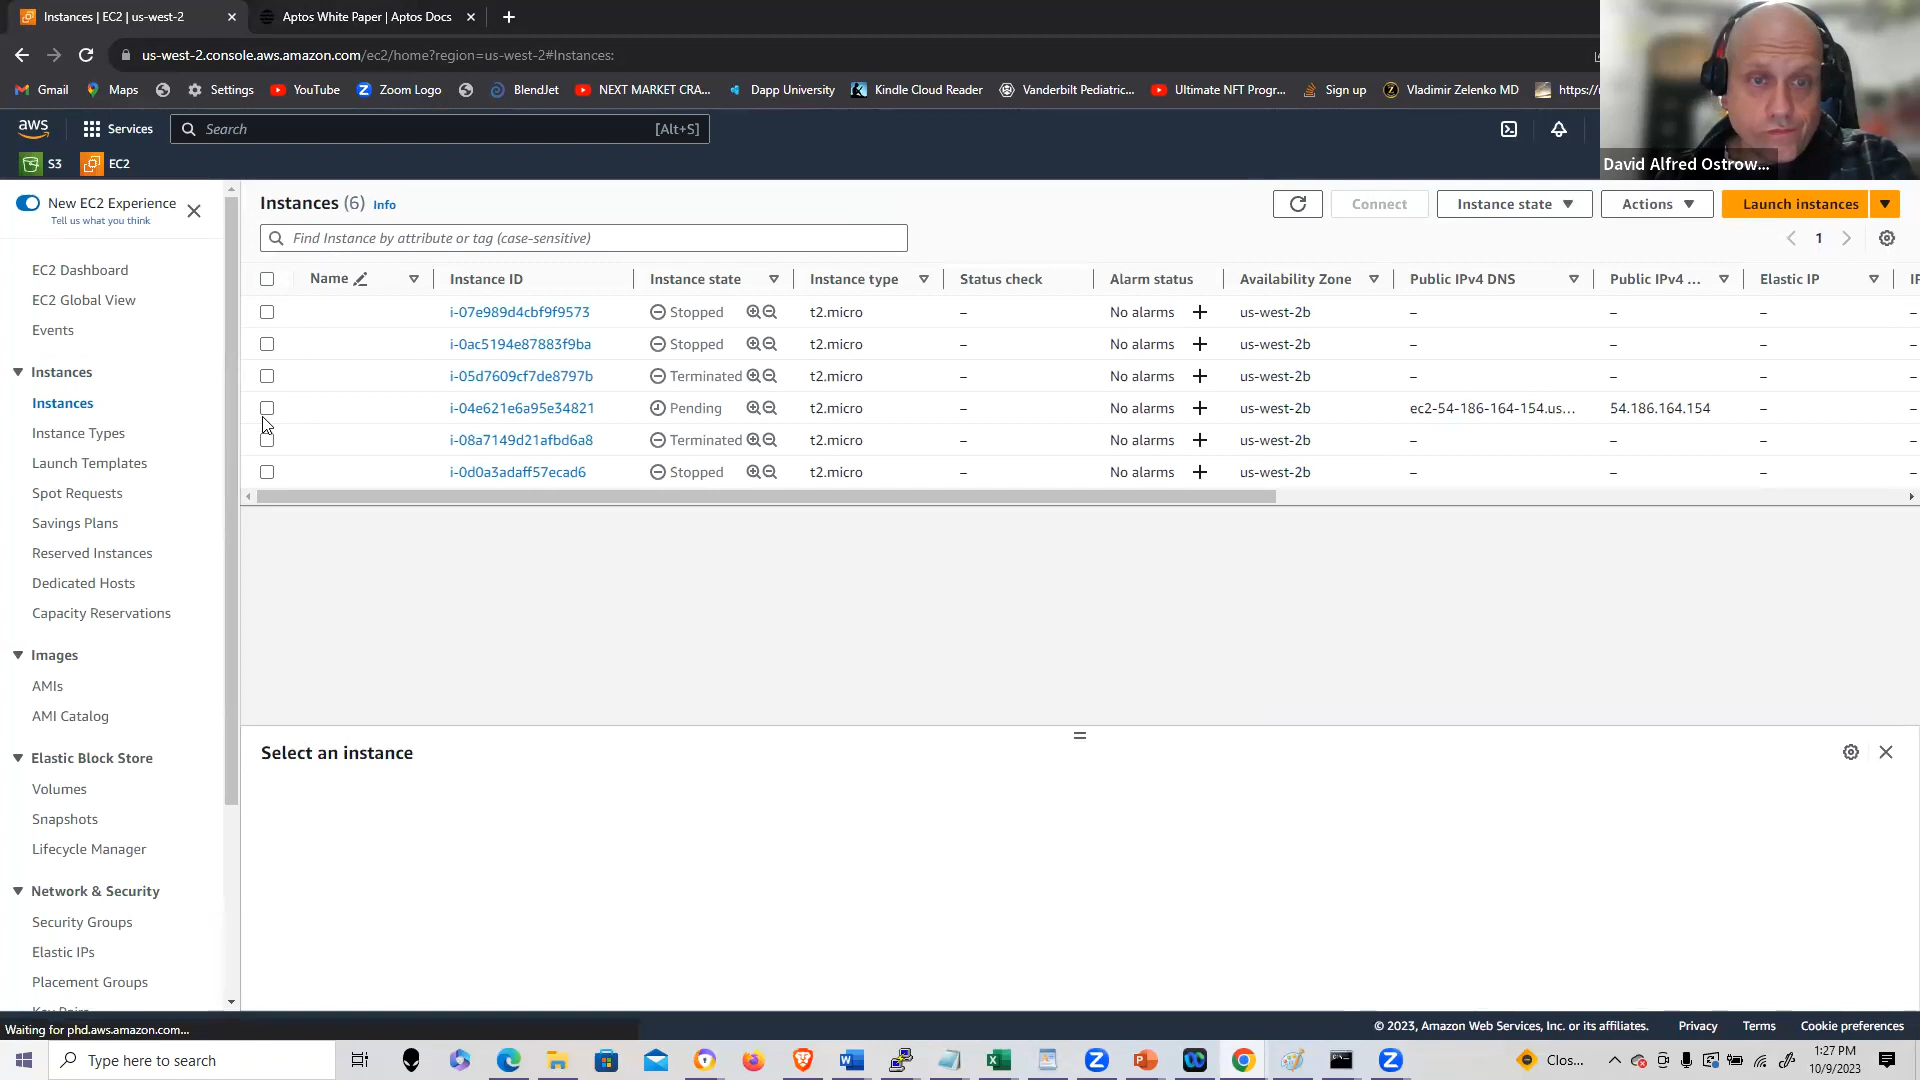 Instances | EC2 | us-west-2
Aptos White Paper | Aptos Docs
us-west-2.console.aws.amazon.com/ec2/home?region=us-west-2#Instances:
Gmail Maps Settings YouTube Zoom Logo BlendJet NEXT MARKET CRA... Dapp University Kindle Cloud Reader Vanderbilt Pediatric... Ultimate NFT Progr... Sign up Vladimir Zelenko MD
aws Services Search [Alt+S]
David Alfred Ostrow...
S3 EC2
New EC2 Experience
Tell us what you think
EC2 Dashboard
EC2 Global View
Events
Instances
Instances
Instance Types
Launch Templates
Spot Requests
Savings Plans
Reserved Instances
Dedicated Hosts
Capacity Reservations
Images
AMIs
AMI Catalog
Elastic Block Store
Volumes
Snapshots
Lifecycle Manager
Network & Security
Security Groups
Elastic IPs
Placement Groups
Instances (6) Info
Connect Instance state Actions Launch instances
Find Instance by attribute or tag (case-sensitive)
1
Name Instance ID Instance state Instance type Status check Alarm status Availability Zone Public IPv4 DNS Public IPv4 ... Elastic IP
i-07e989d4cbf9f9573 Stopped t2.micro – No alarms + us-west-2b – – – –
i-0ac5194e87883f9ba Stopped t2.micro – No alarms + us-west-2b – – – –
i-05d7609cf7de8797b Terminated t2.micro – No alarms + us-west-2b – – – –
i-04e621e6a95e34821 Pending t2.micro – No alarms + us-west-2b ec2-54-186-164-154.us... 54.186.164.154 – –
i-08a7149d21afbd6a8 Terminated t2.micro – No alarms + us-west-2b – – – –
i-0d0a3adaff57ecad6 Stopped t2.micro – No alarms + us-west-2b – – – –
Select an instance
Waiting for phd.aws.amazon.com...
© 2023, Amazon Web Services, Inc. or its affiliates. Privacy Terms Cookie preferences
Type here to search
Clos...
1:27 PM
10/9/2023